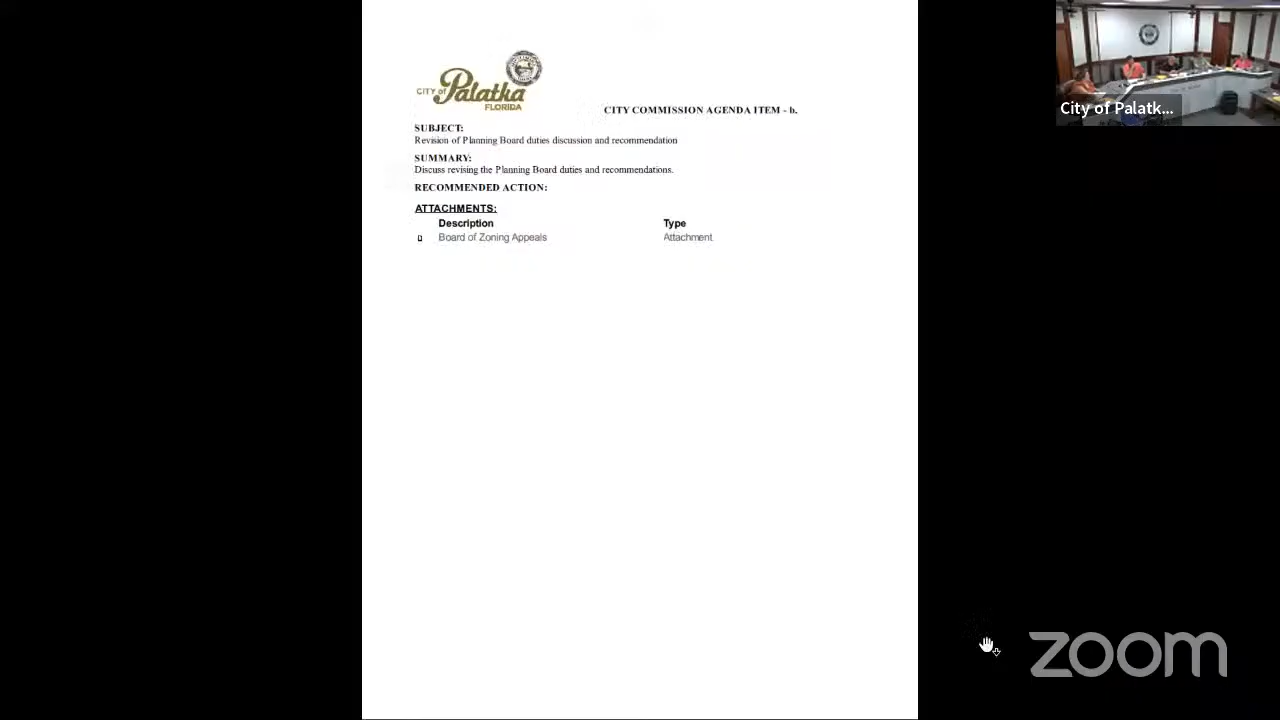 CITY OF Palatka
FLORIDA
CITY COMMISSION AGENDA ITEM - b.
SUBJECT:
Revision of Planning Board duties discussion and recommendation
SUMMARY:
Discuss revising the Planning Board duties and recommendations.
RECOMMENDED ACTION:
ATTACHMENTS:
Description Type
Board of Zoning Appeals Attachment
City of Palatk...
zoom